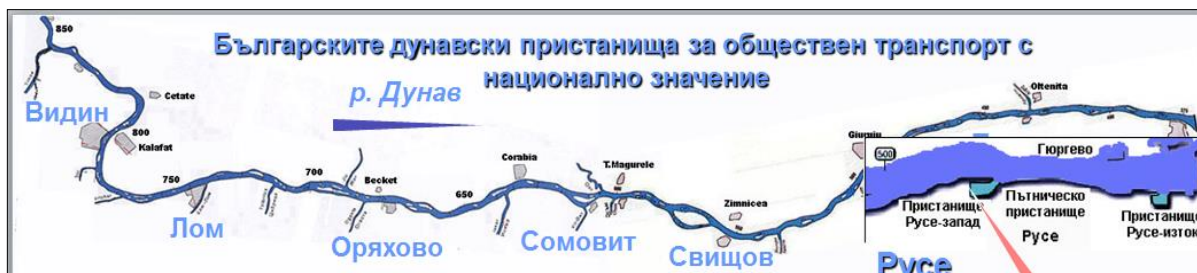 850
Българските дунавски пристанища за обществен транспорт с
национално значение
р. Дунав
Видин
Cetate
800
Kalafat
750
Лом
700
Becket
Оряхово
650
Corabia
T.Magurele
Сомовит
Zimnicea
Свищов
Giurgiu
Oltenita
500
Гюргево
Пристанище
Русе-запад
Пътническо
пристанище
Русе
Пристанище
Русе-изток
Русе